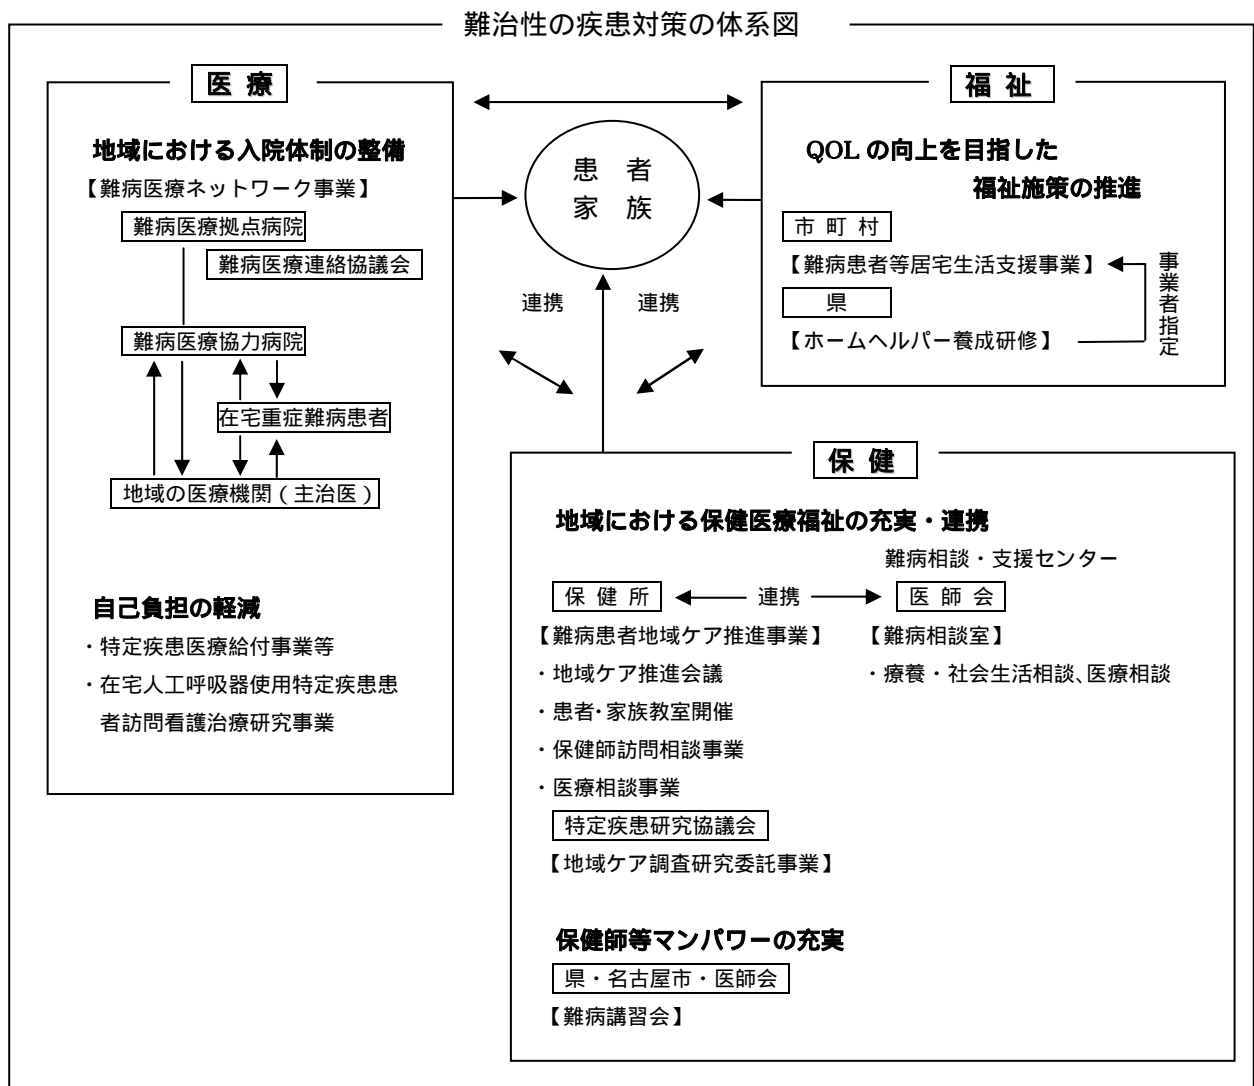 難治性の疾患対策の体系図
医 療
地域における入院体制の整備
【難病医療ネットワーク事業】
難病医療拠点病院
難病医療連絡協議会
難病医療協力病院
在宅重症難病患者
地域の医療機関(主治医)
自己負担の軽減
・特定疾患医療給付事業等
・在宅人工呼吸器使用特定疾患患
者訪問看護治療研究事業
患 者
家 族
連携
連携
福 祉
QOL の向上を目指した
福祉施策の推進
市 町 村
【難病患者等居宅生活支援事業】
県
【ホームヘルパー養成研修】
事業者指定
保 健
地域における保健医療福祉の充実・連携
難病相談・支援センター
保 健 所
連携
医 師 会
【難病患者地域ケア推進事業】
【難病相談室】
・地域ケア推進会議
・療養・社会生活相談、医療相談
・患者・家族教室開催
・保健師訪問相談事業
・医療相談事業
特定疾患研究協議会
【地域ケア調査研究委託事業】
保健師等マンパワーの充実
県・名古屋市・医師会
【難病講習会】